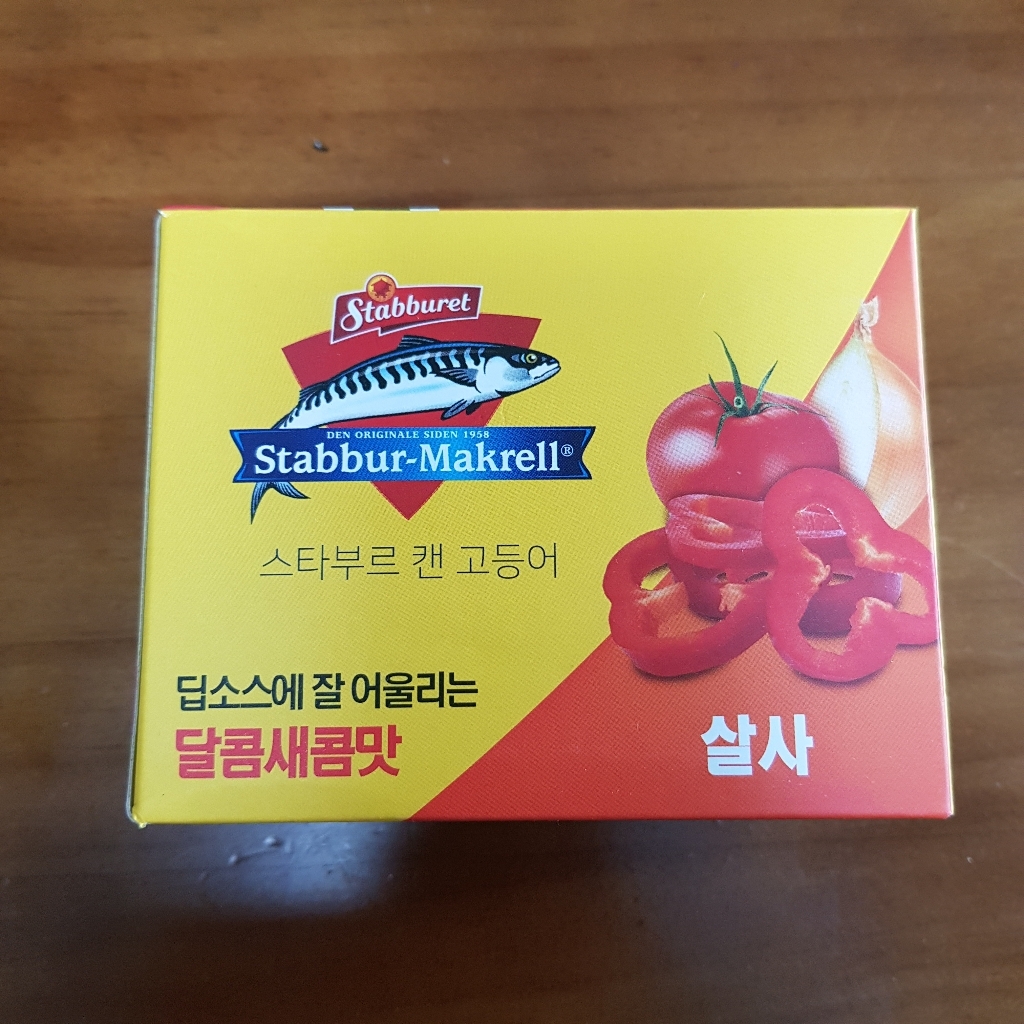 Stabburet
DEN ORIGINALE SIDEN 1958
Stabbur-Makrell®
스타부르 캔 고등어
딥소스에 잘 어울리는
달콤새콤맛
살사